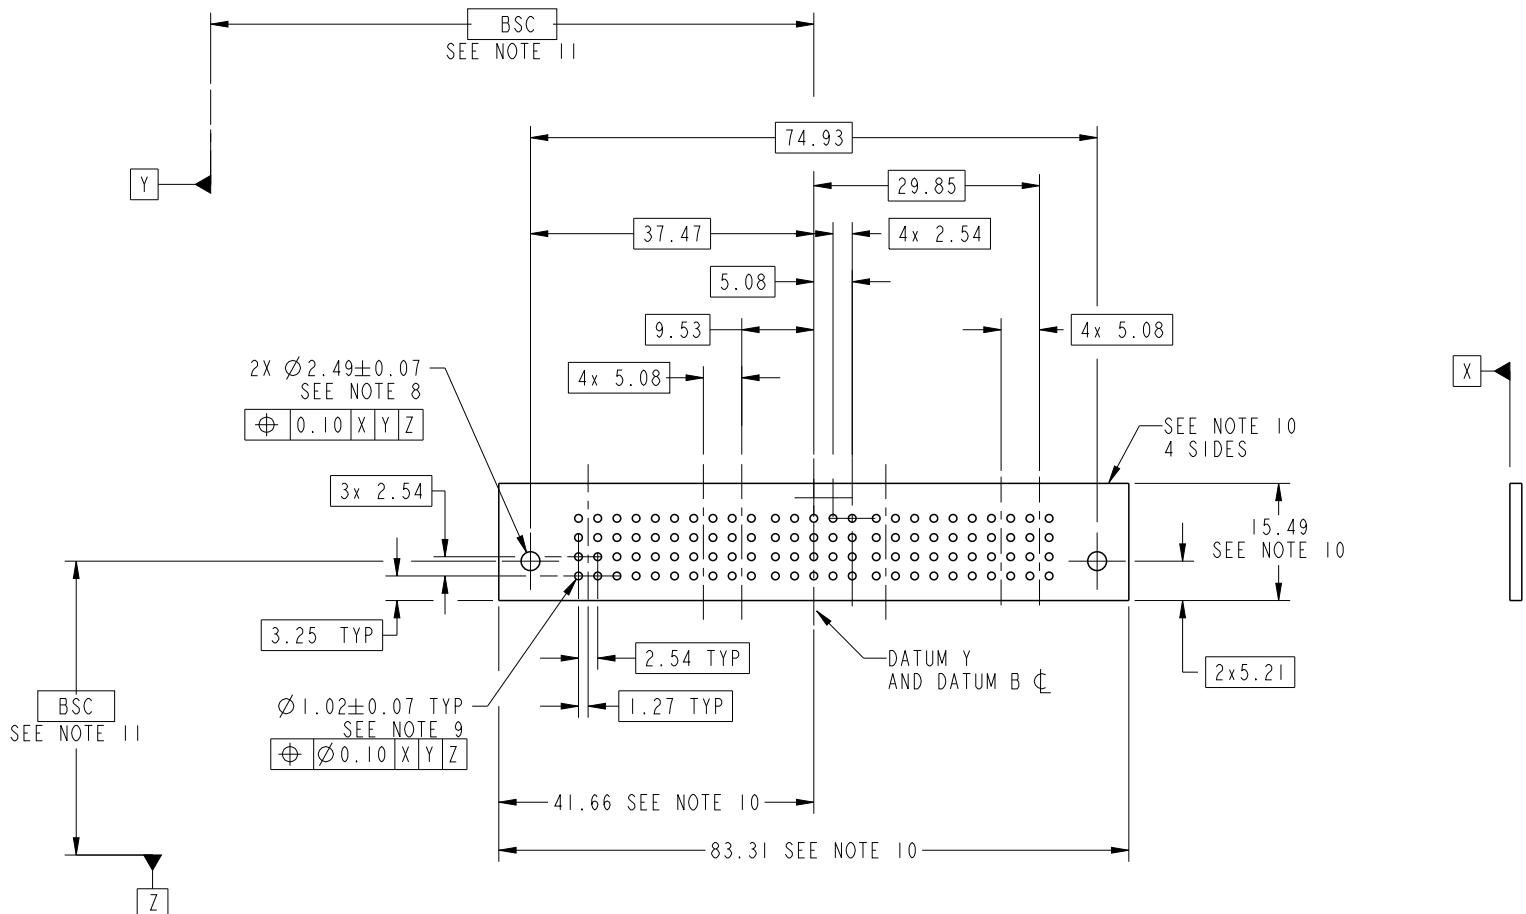 BSC
SEE NOTE 11
74.93
Y
29.85
37.47
4x 2.54
5.08
9.53
4x 5.08
2X ⌀2.49±0.07
SEE NOTE 8
4x 5.08
X
⌖ 0.10 X Y Z
SEE NOTE 10
4 SIDES
3x 2.54
15.49
SEE NOTE 10
3.25 TYP
2.54 TYP
DATUM Y
AND DATUM B ℄
2x5.21
BSC
SEE NOTE 11
⌀1.02±0.07 TYP
SEE NOTE 9
1.27 TYP
⌖ ⌀0.10 X Y Z
41.66 SEE NOTE 10
83.31 SEE NOTE 10
Z